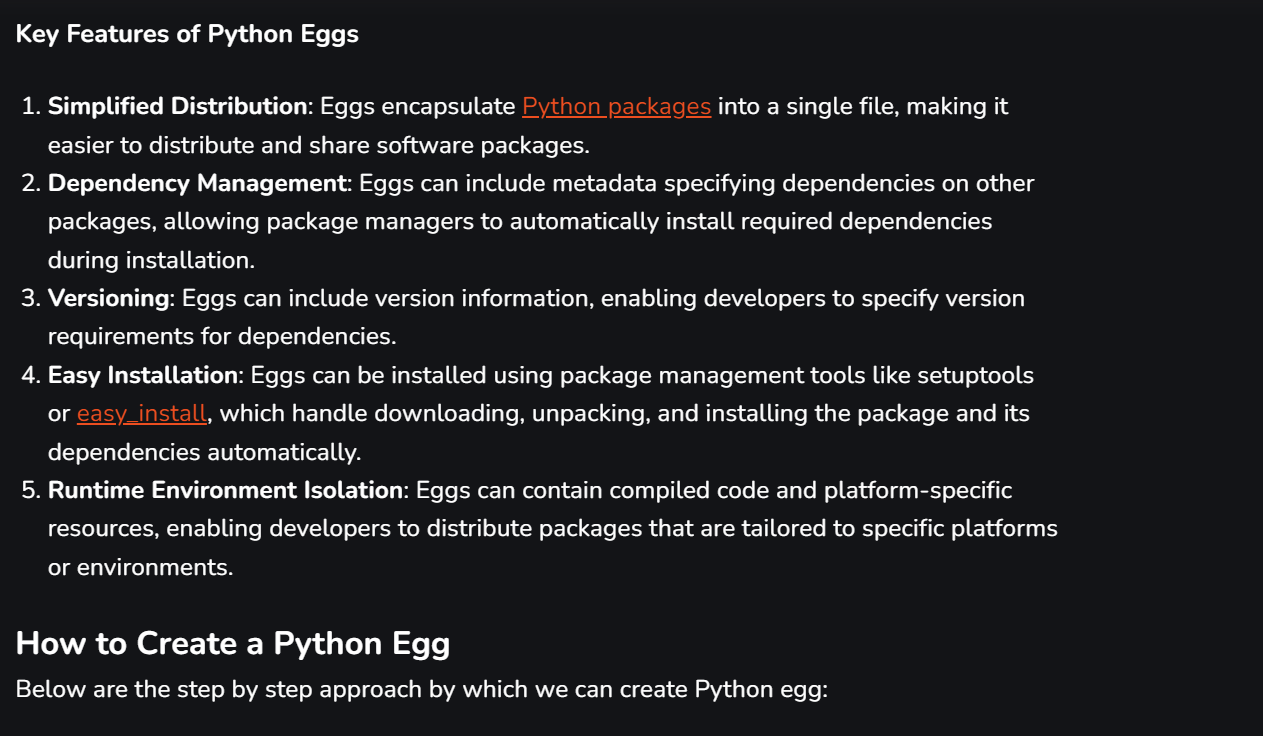 Key Features of Python Eggs
1. Simplified Distribution: Eggs encapsulate Python packages into a single file, making it
easier to distribute and share software packages.
2. Dependency Management: Eggs can include metadata specifying dependencies on other
packages, allowing package managers to automatically install required dependencies
during installation.
3. Versioning: Eggs can include version information, enabling developers to specify version
requirements for dependencies.
4. Easy Installation: Eggs can be installed using package management tools like setuptools
or easy_install, which handle downloading, unpacking, and installing the package and its
dependencies automatically.
5. Runtime Environment Isolation: Eggs can contain compiled code and platform-specific
resources, enabling developers to distribute packages that are tailored to specific platforms
or environments.
How to Create a Python Egg
Below are the step by step approach by which we can create Python egg: